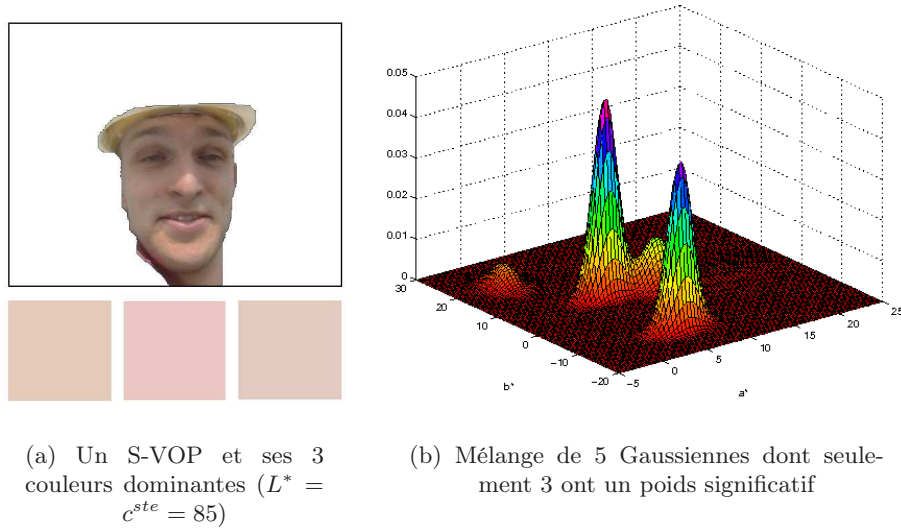 0.05
0.04
0.03
0.02
0.01
0
30
20
10
0
−10
−20
−5
0
5
10
15
20
25
b*
a*
(a) Un S-VOP et ses 3
couleurs dominantes (L* =
c^ste = 85)
(b) Mélange de 5 Gaussiennes dont seule-
ment 3 ont un poids significatif